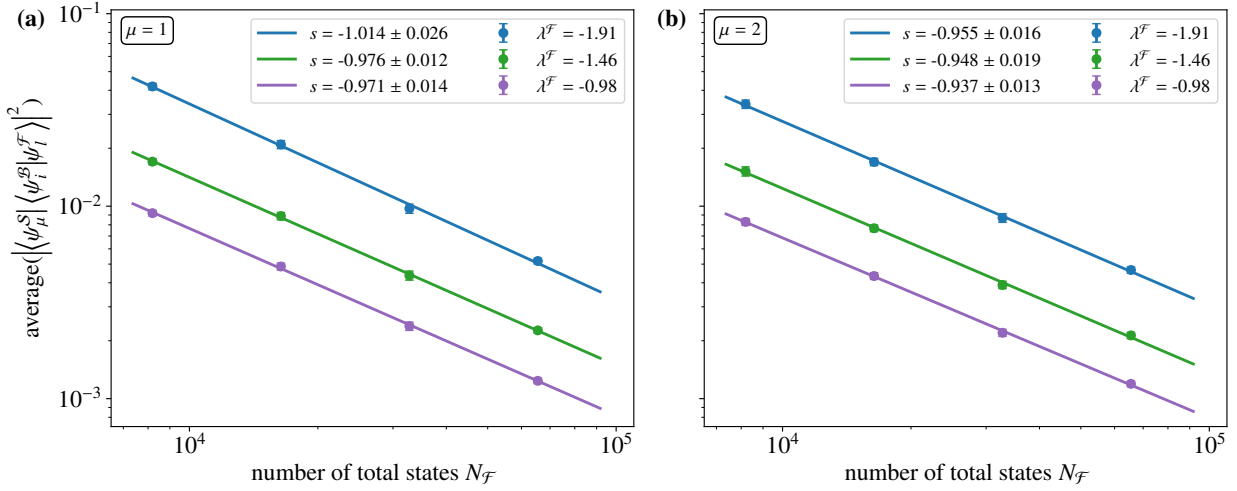 (a)
μ = 1
s = -1.014 ± 0.026
s = -0.976 ± 0.012
s = -0.971 ± 0.014
λ^ℱ = -1.91
λ^ℱ = -1.46
λ^ℱ = -0.98
10^{-1}
10^{-2}
10^{-3}
average(|⟨ψ_μ^𝒮|⟨ψ_i^ℬ|ψ_l^ℱ⟩|^2)
10^4
10^5
number of total states N_ℱ
(b)
μ = 2
s = -0.955 ± 0.016
s = -0.948 ± 0.019
s = -0.937 ± 0.013
λ^ℱ = -1.91
λ^ℱ = -1.46
λ^ℱ = -0.98
10^4
10^5
number of total states N_ℱ